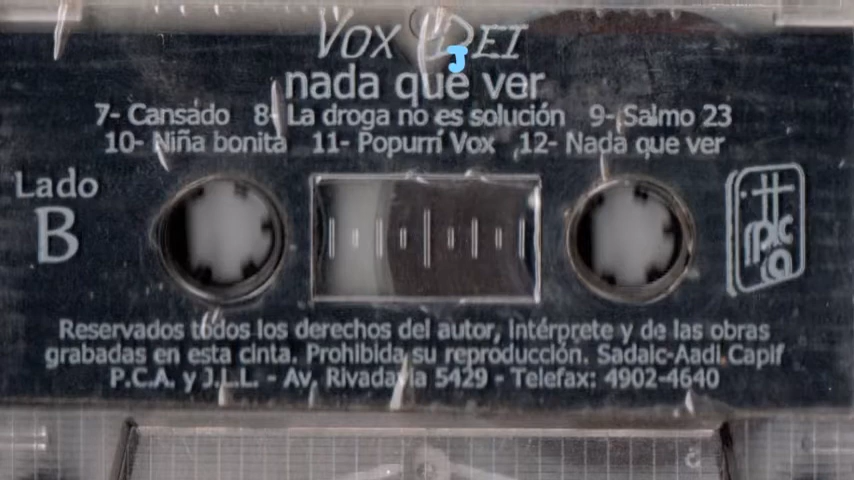 VOX DEI
J
nada que ver
7- Cansado 8- La droga no es solución 9- Salmo 23
10- Niña bonita 11- Popurrí Vox 12- Nada que ver
Lado
B
Reservados todos los derechos del autor, intérprete y de las obras
grabadas en esta cinta. Prohibida su reproducción. Sadaic-Aadi Capif
P.C.A. y J.L.L. - Av. Rivadavia 5429 - Telefax: 4902-4640